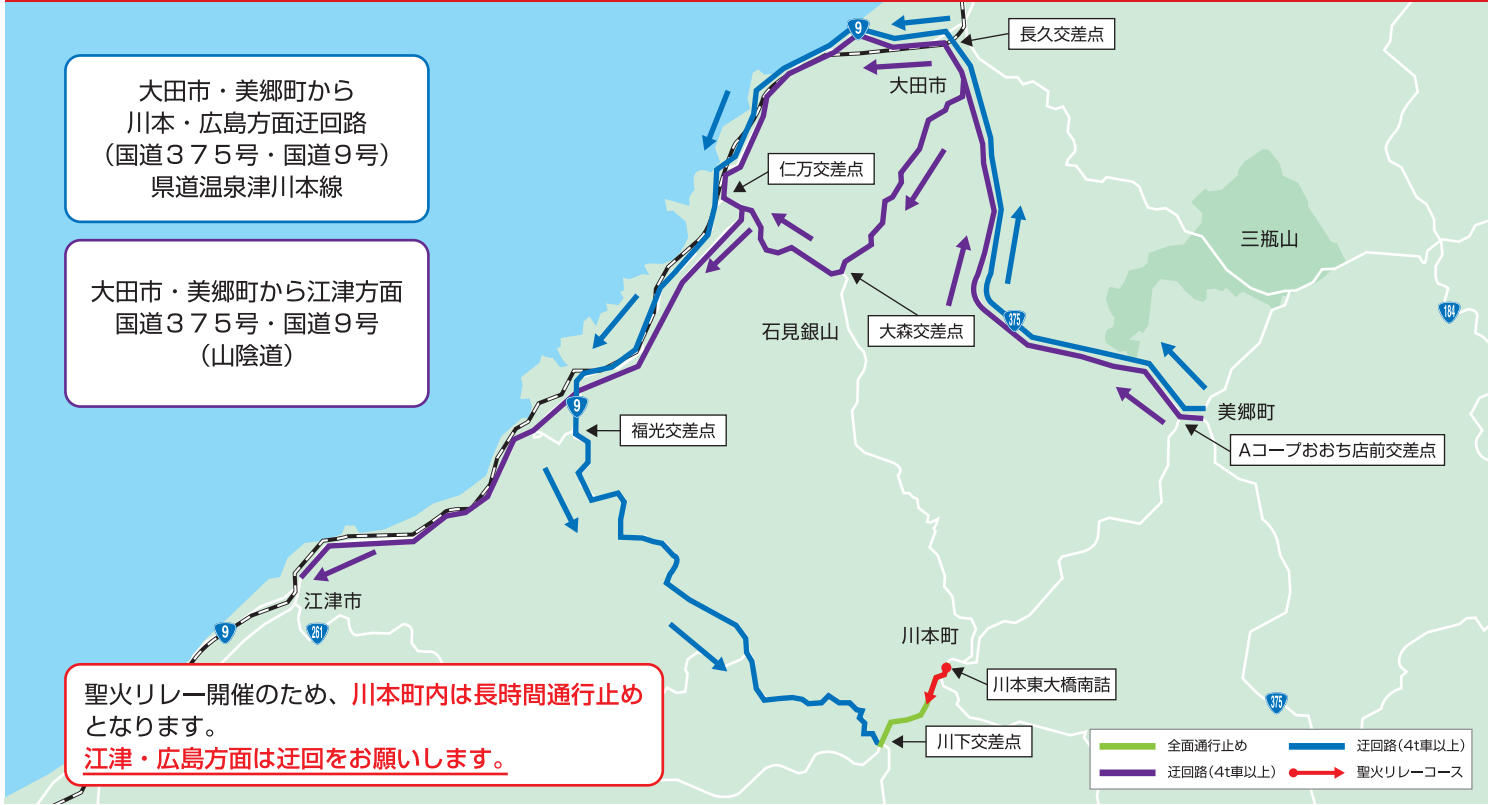 大田市・美郷町から
川本・広島方面迂回路
（国道３７５号・国道９号）
県道温泉津川本線
大田市・美郷町から江津方面
国道３７５号・国道９号
（山陰道）
9
長久交差点
大田市
仁万交差点
三瓶山
184
石見銀山
大森交差点
375
美郷町
Aコープおおち店前交差点
9
福光交差点
江津市
9
261
川本町
川本東大橋南詰
375
川下交差点
聖火リレー開催のため、川本町内は長時間通行止め
となります。
江津・広島方面は迂回をお願いします。
全面通行止め
迂回路(4t車以上)
迂回路(4t車以上)
聖火リレーコース